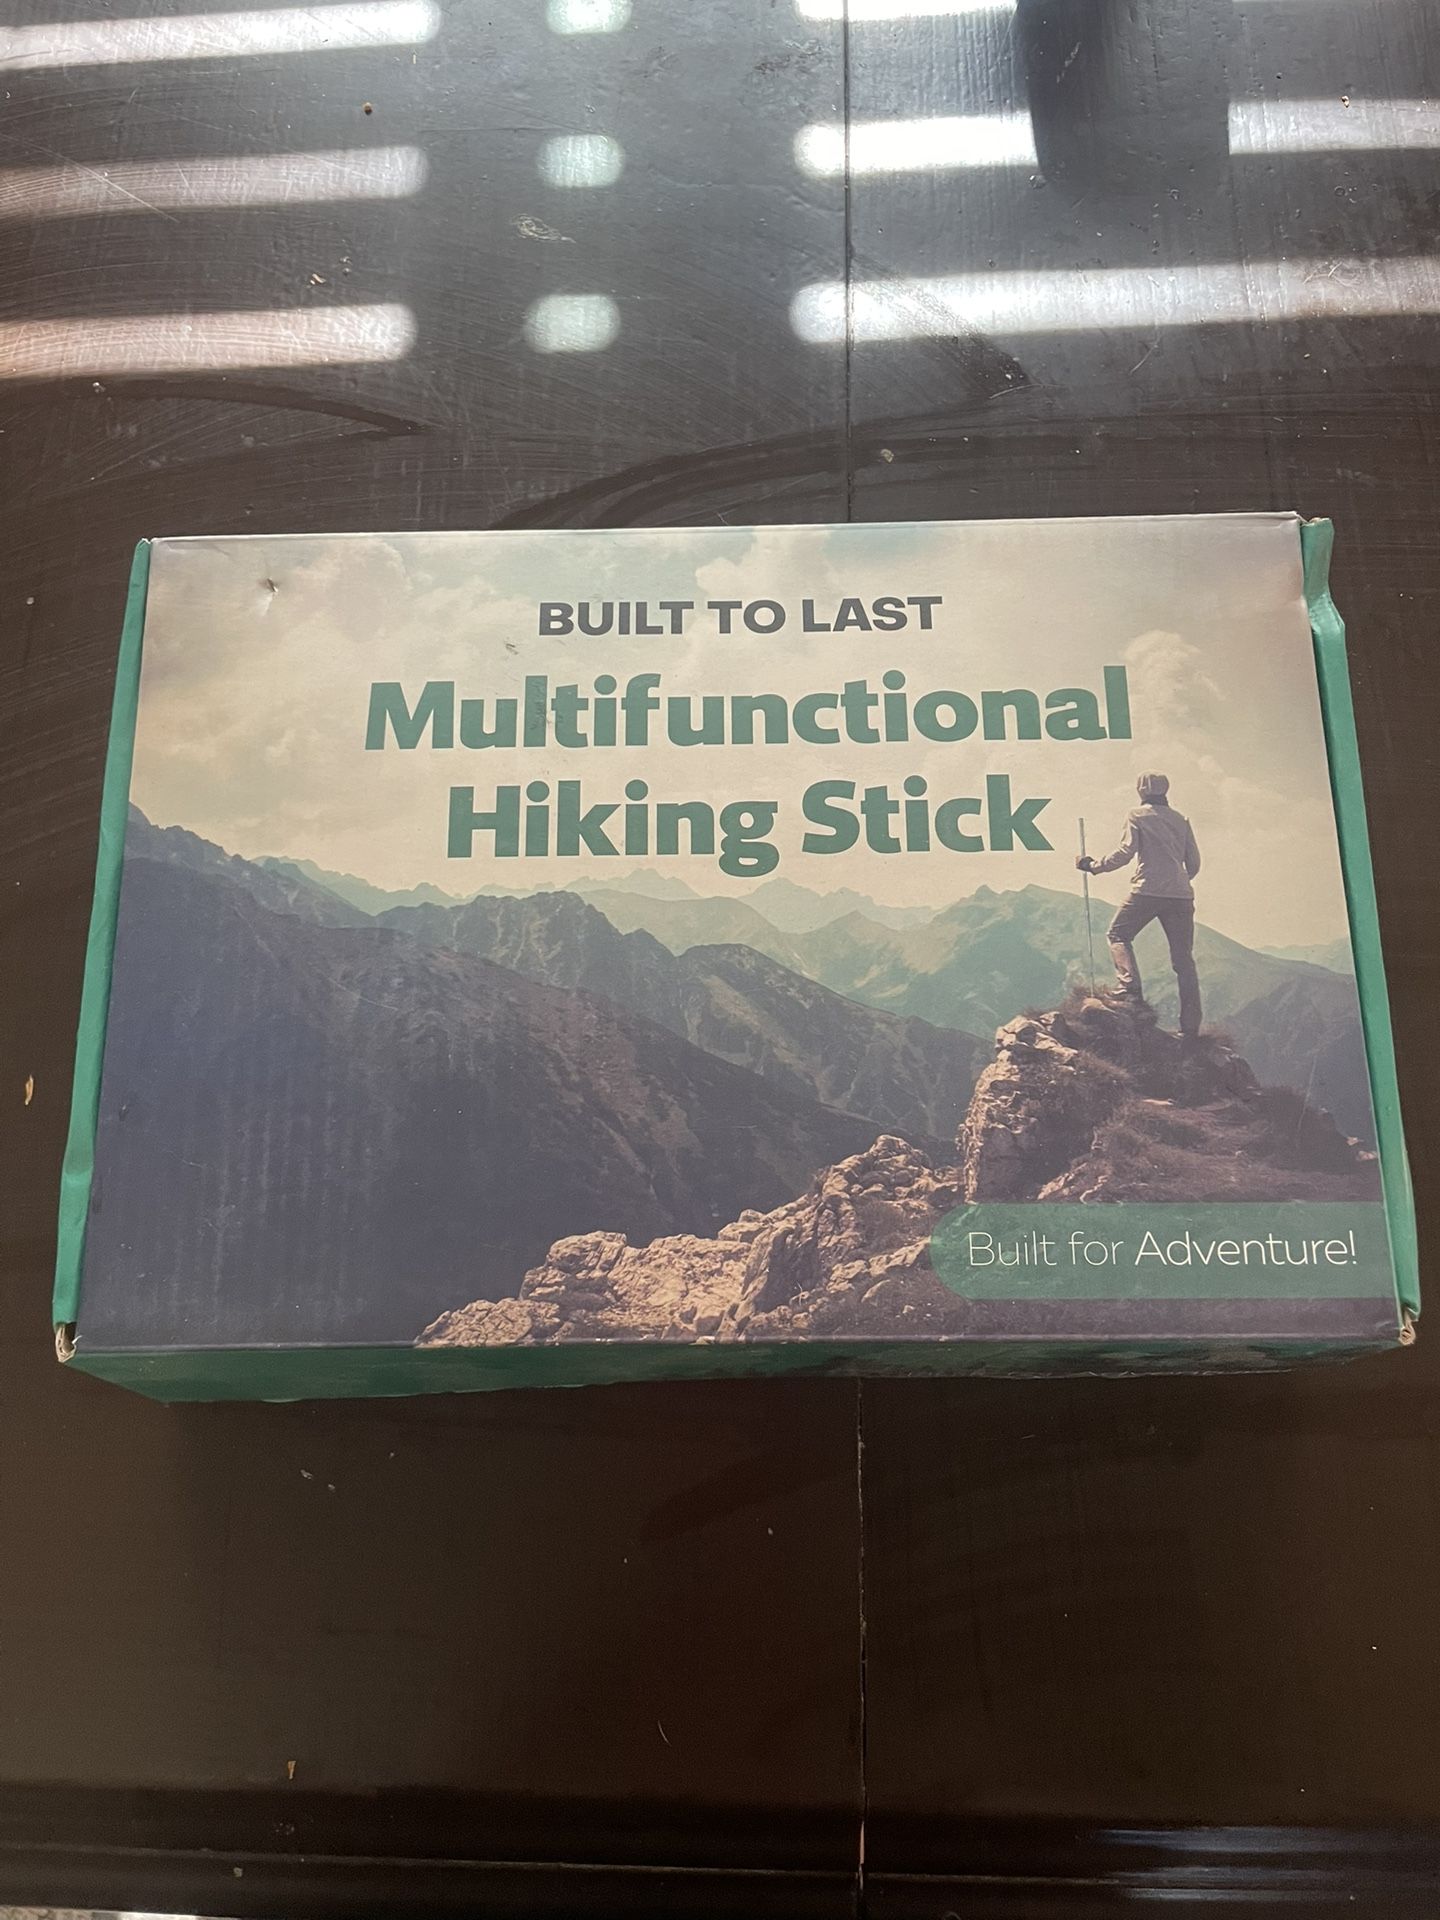 BUILT TO LAST
Multifunctional
Hiking Stick
Built for Adventure!